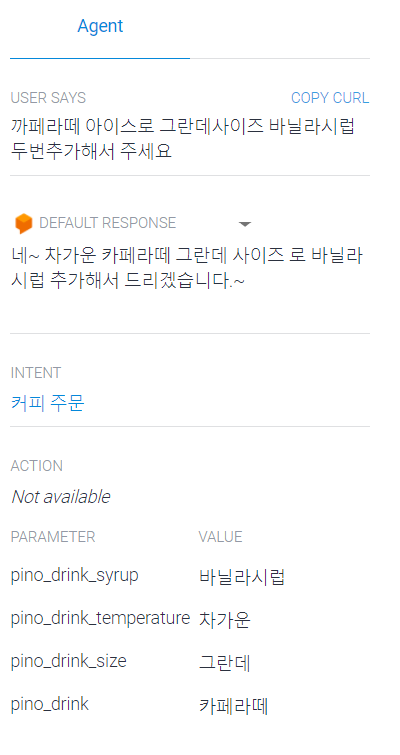 Agent
USER SAYS COPY CURL
까페라떼 아이스로 그란데사이즈 바닐라시럽
두번추가해서 주세요
DEFAULT RESPONSE
네~ 차가운 카페라떼 그란데 사이즈 로 바닐라
시럽 추가해서 드리겠습니다.~
INTENT
커피 주문
ACTION
Not available
PARAMETER VALUE
pino_drink_syrup 바닐라시럽
pino_drink_temperature 차가운
pino_drink_size 그란데
pino_drink 카페라떼